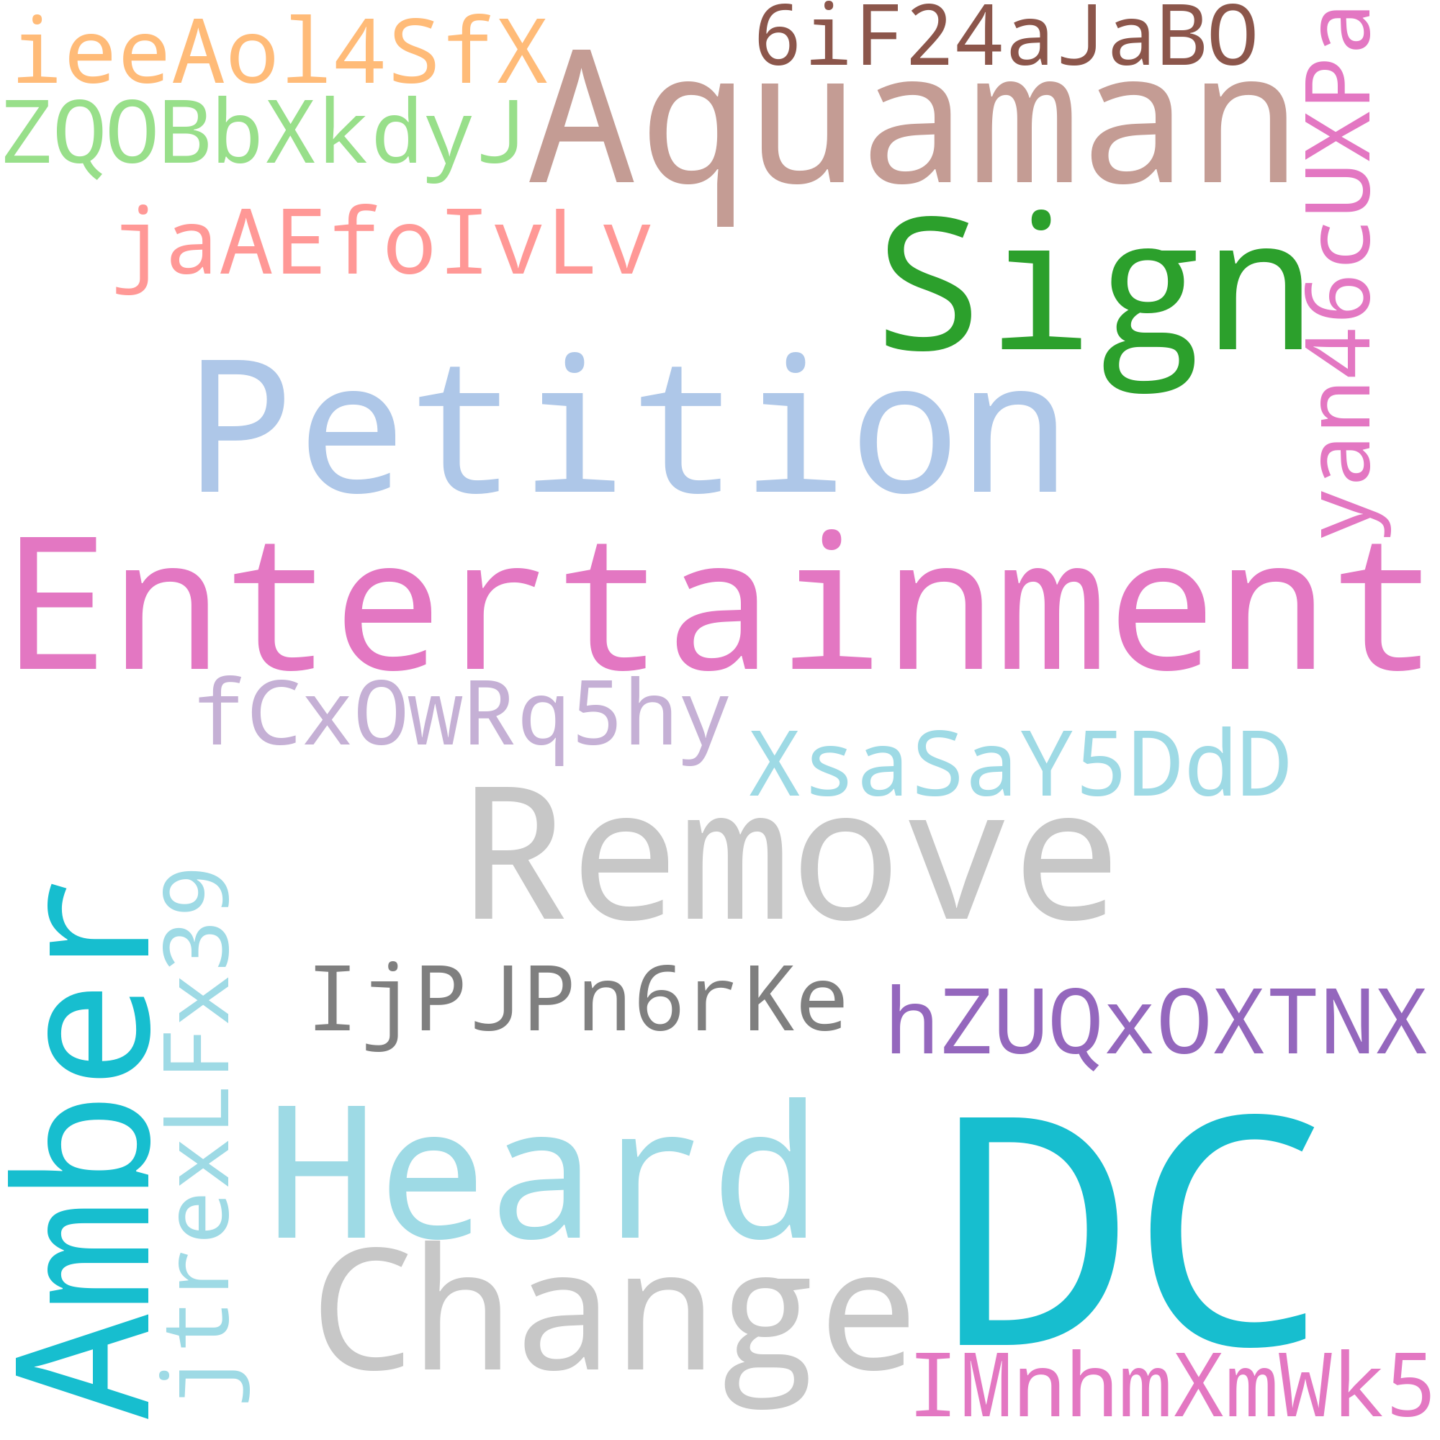 ieeAol4SfX
6iF24aJaBO
Aquaman
ZQOBbXkdyJ
yan46cUXPa
jaAEfoIvLv
Sign
Petition
Entertainment
fCxOwRq5hy
XsaSaY5DdD
Remove
Amber
jtrexLFx39
IjPJPn6rKe
hZUQxOXTNX
Heard
DC
Change
IMnhmXmWk5